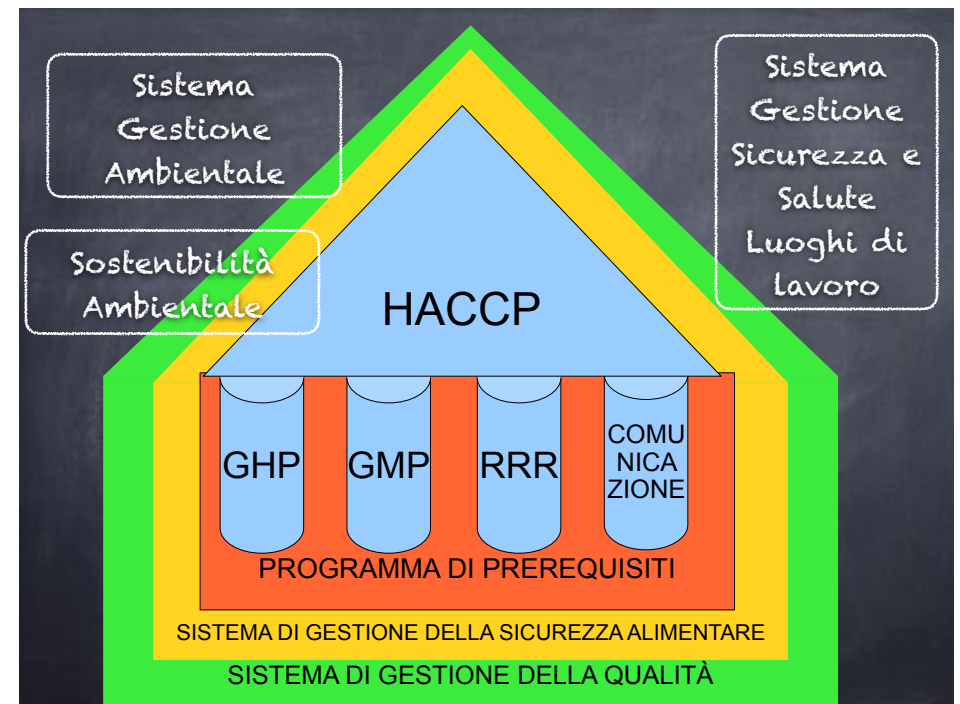 Sistema
Gestione
Ambientale
Sistema
Gestione
Sicurezza e
Salute
Luoghi di
lavoro
Sostenibilità
Ambientale
HACCP
GHP
GMP
RRR
COMU
NICA
ZIONE
PROGRAMMA DI PREREQUISITI
SISTEMA DI GESTIONE DELLA SICUREZZA ALIMENTARE
SISTEMA DI GESTIONE DELLA QUALITÀ